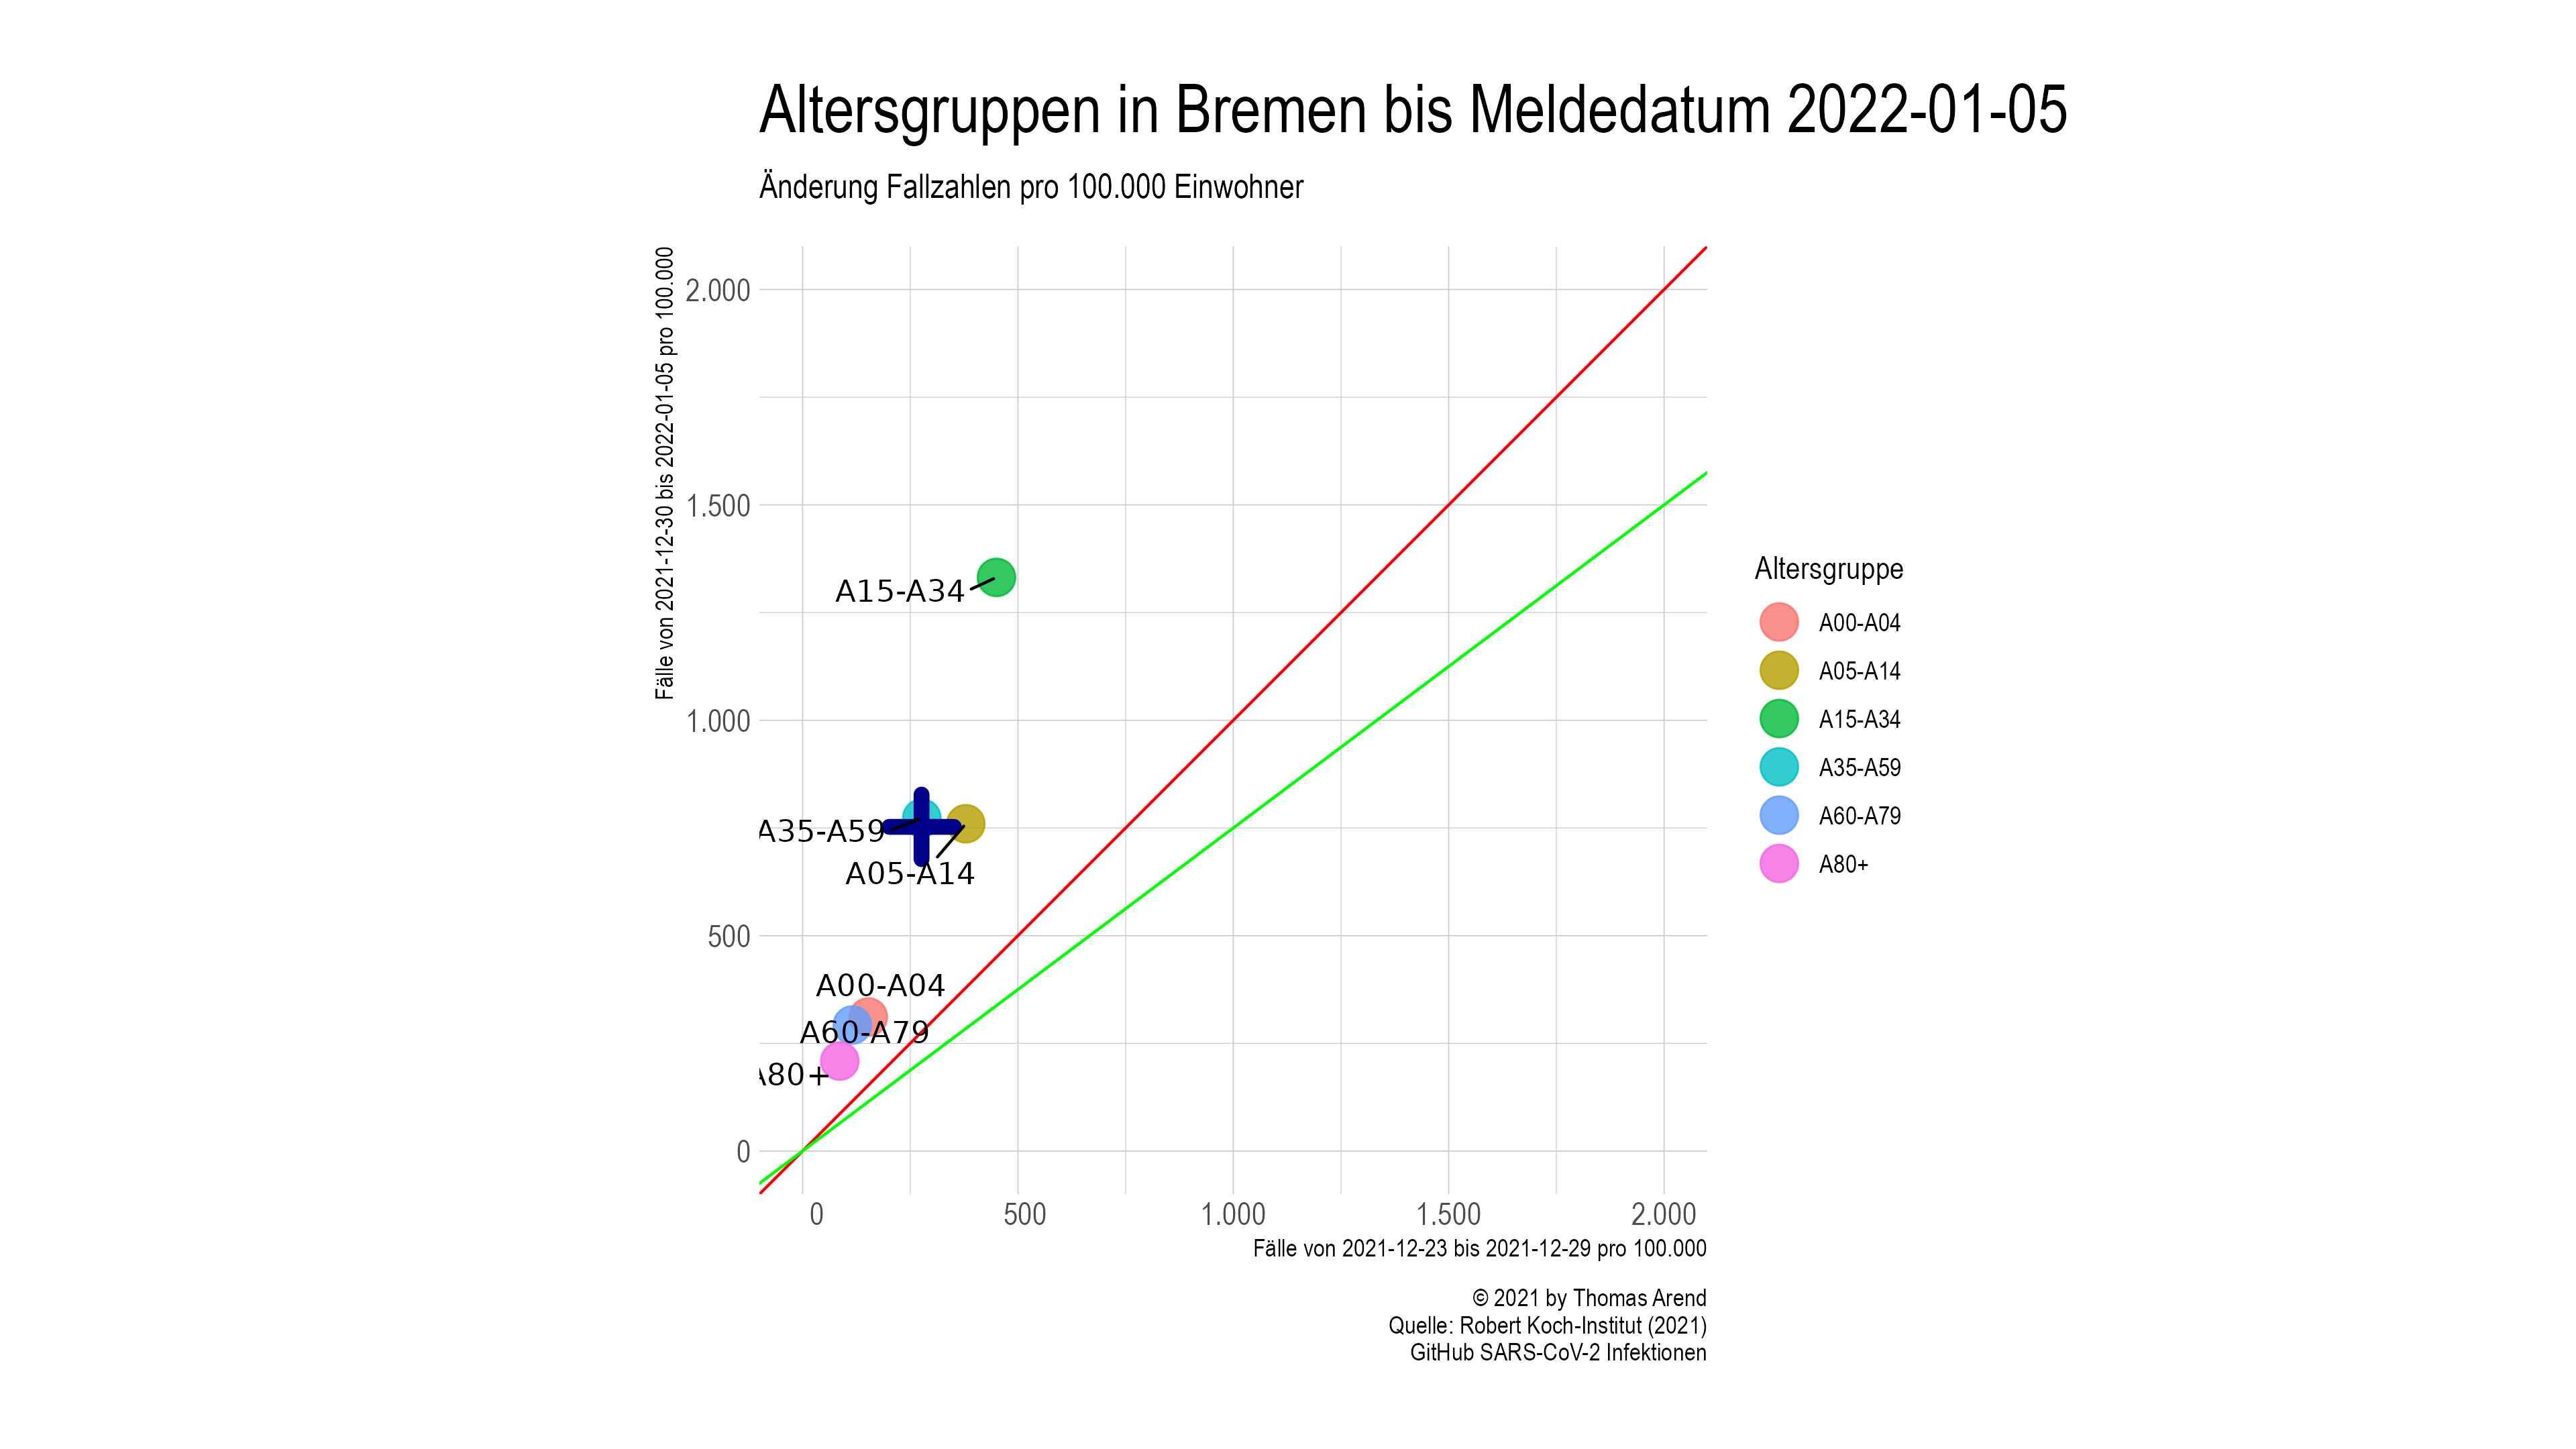 Altersgruppen in Bremen bis Meldedatum 2022-01-05
Änderung Fallzahlen pro 100.000 Einwohner
Fälle von 2021-12-30 bis 2022-01-05 pro 100.000
2.000
1.500
1.000
500
0
A15-A34
A35-A59
A05-A14
A00-A04
A60-A79
A80+
0 500 1.000 1.500 2.000
Fälle von 2021-12-23 bis 2021-12-29 pro 100.000
Altersgruppe
A00-A04
A05-A14
A15-A34
A35-A59
A60-A79
A80+
© 2021 by Thomas Arend
Quelle: Robert Koch-Institut (2021)
GitHub SARS-CoV-2 Infektionen